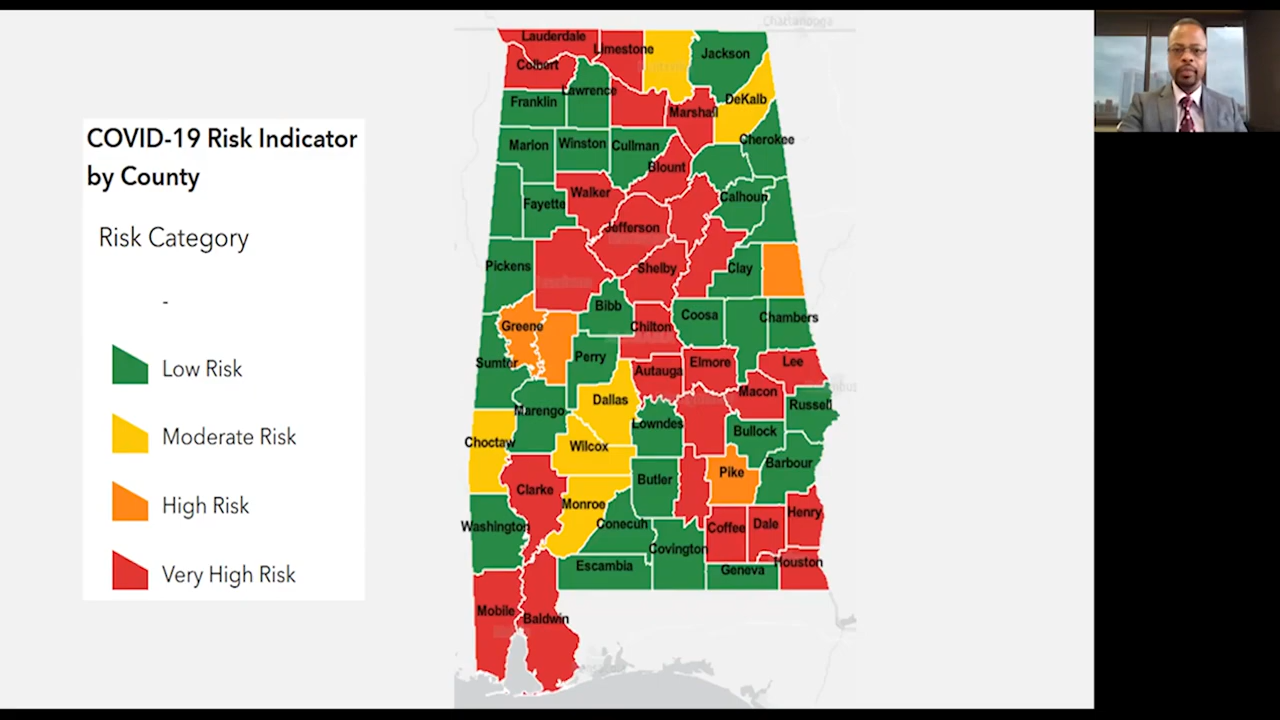 Chattanooga
Lauderdale
Limestone
Jackson
Colbert
Lawrence
Franklin
DeKalb
Marshall
COVID-19 Risk Indicator
by County
Cherokee
Marion
Winston
Cullman
Blount
Walker
Calhoun
Fayette
Jefferson
Risk Category
Pickens
Shelby
Clay
-
Bibb
Coosa
Chambers
Greene
Chilton
Perry
Sumter
Elmore
Lee
Low Risk
Autauga
Macon
Dallas
Russell
Marengo
Lowndes
Bullock
Moderate Risk
Choctaw
Wilcox
Barbour
Pike
Butler
Clarke
High Risk
Monroe
Henry
Washington
Conecuh
Coffee
Dale
Covington
Houston
Escambia
Geneva
Very High Risk
Mobile
Baldwin